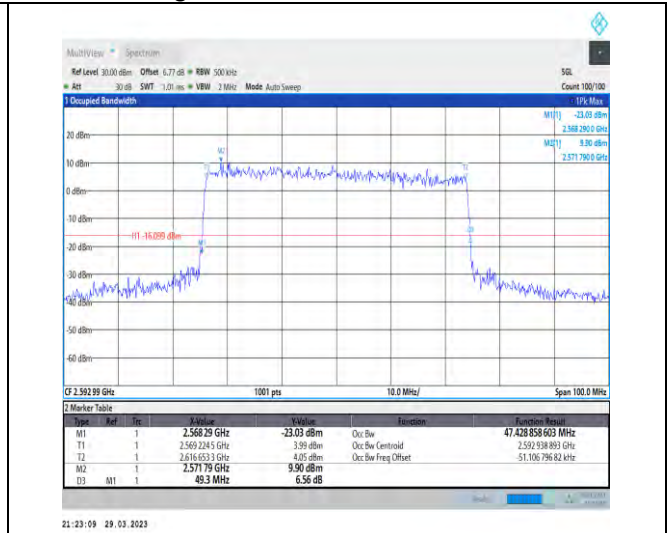 MultiView Spectrum
Ref Level 30.00 dBm Offset 6.77 dB RBW 500 kHz SGL
Att 30 dB SWT 1.01 ms VBW 2 MHz Mode Auto Sweep Count 100/100
1 Occupied Bandwidth 1Pk Max
M1[1] -23.03 dBm
2.568 290 0 GHz
20 dBm
M2[1] 9.90 dBm
2.571 790 0 GHz
M2
10 dBm
0 dBm
-10 dBm
H1 -16.099 dBm
M1
-20 dBm
-30 dBm
-40 dBm
-50 dBm
-60 dBm
CF 2.592 99 GHz 1001 pts 10.0 MHz/ Span 100.0 MHz
2 Marker Table
Type Ref Trc X-Value Y-Value Function Function Result
M1 1 2.568 29 GHz -23.03 dBm Occ Bw 47.428 858 603 MHz
T1 1 2.569 224 5 GHz 3.99 dBm Occ Bw Centroid 2.592 938 893 GHz
T2 1 2.616 653 3 GHz 4.05 dBm Occ Bw Freq Offset -51.106 796 82 kHz
M2 1 2.571 79 GHz 9.90 dBm
D3 M1 1 49.3 MHz 6.56 dB
21:23:09 29.03.2023